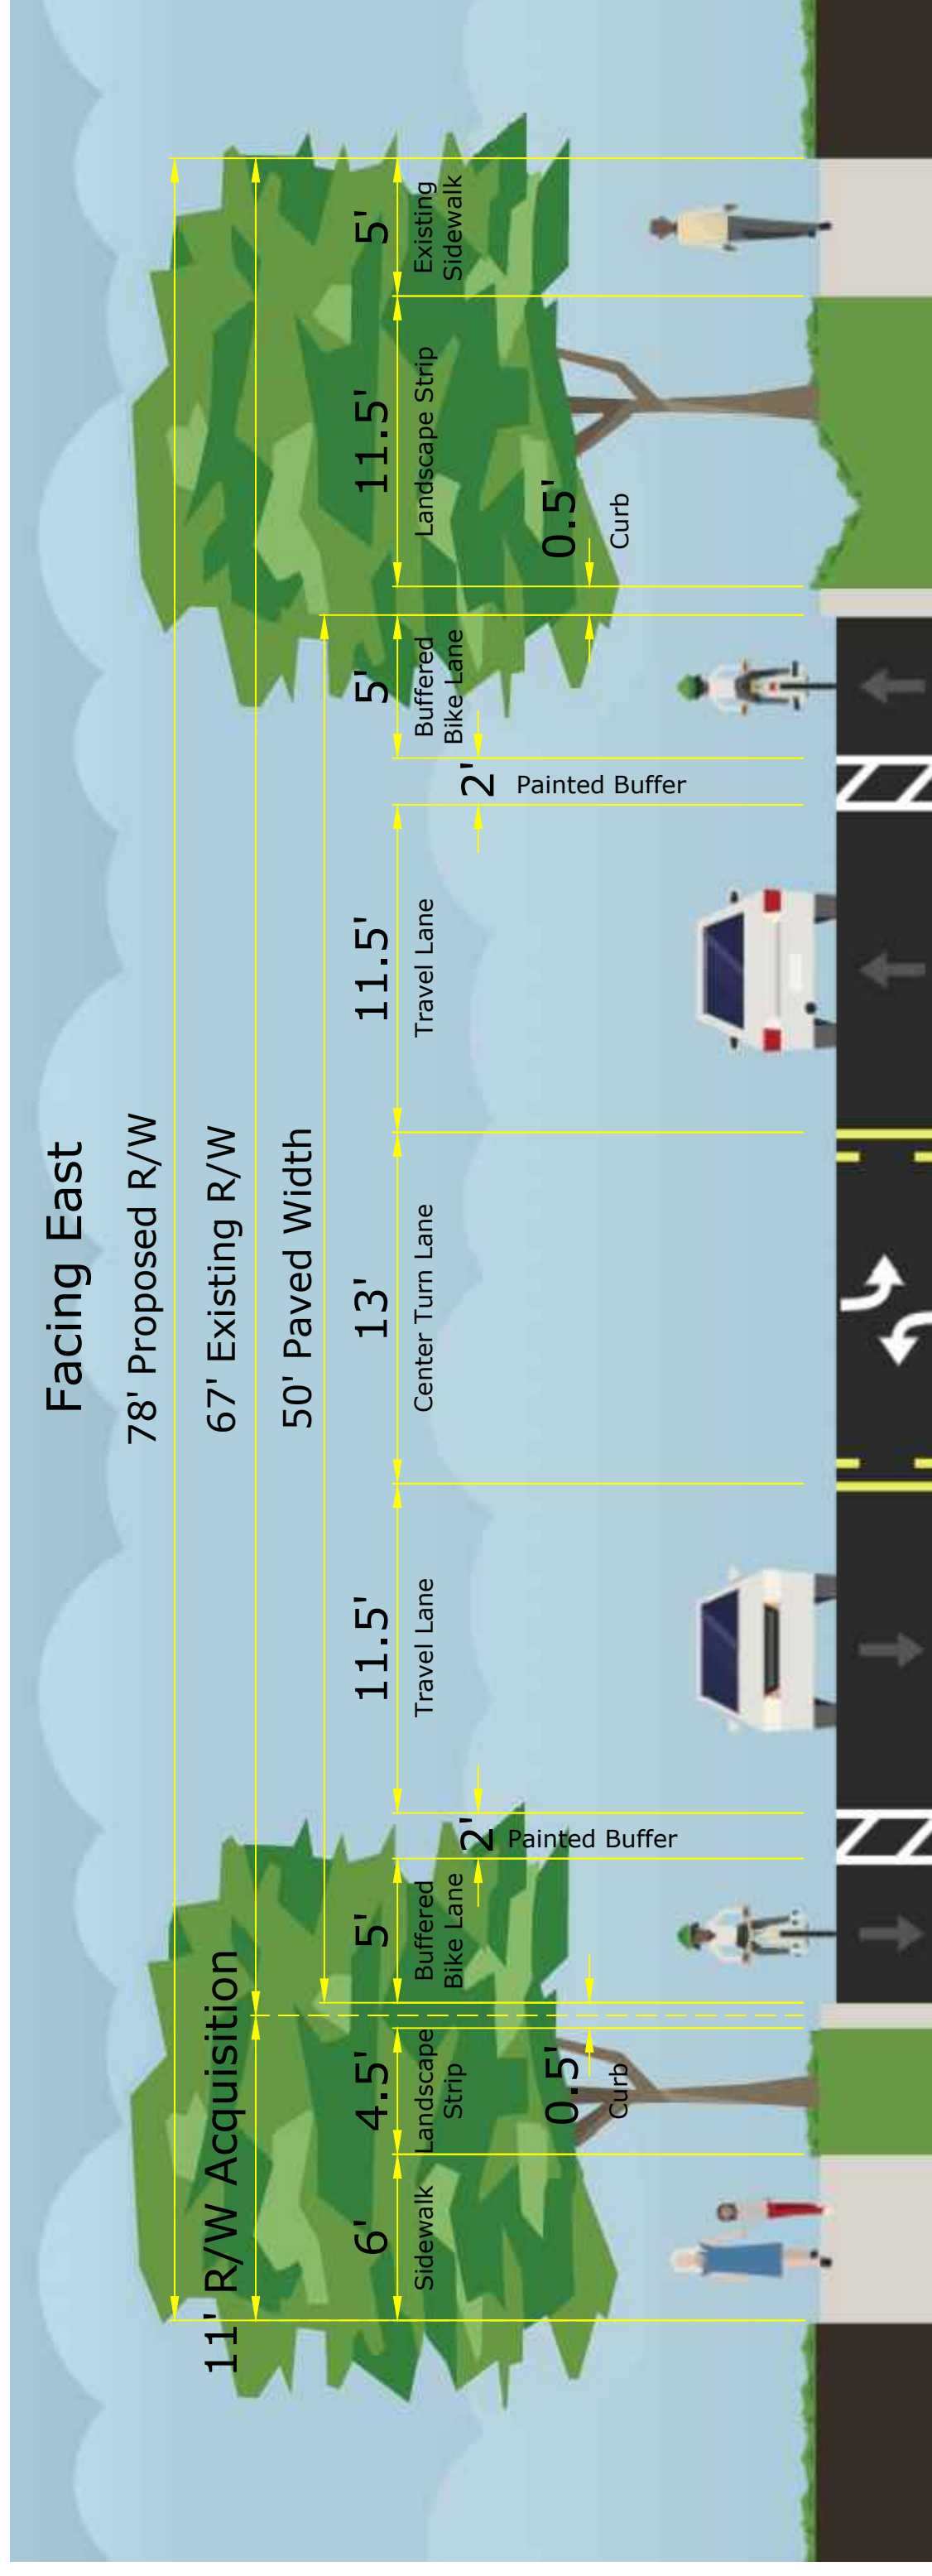 Facing East
78' Proposed R/W
11' R/W Acquisition
67' Existing R/W
50' Paved Width
6'
Sidewalk
4.5'
Landscape
Strip
0.5'
Curb
5'
Buffered
Bike Lane
2'
Painted Buffer
11.5'
Travel Lane
13'
Center Turn Lane
11.5'
Travel Lane
2'
Painted Buffer
5'
Buffered
Bike Lane
0.5'
Curb
11.5'
Landscape Strip
5'
Existing
Sidewalk